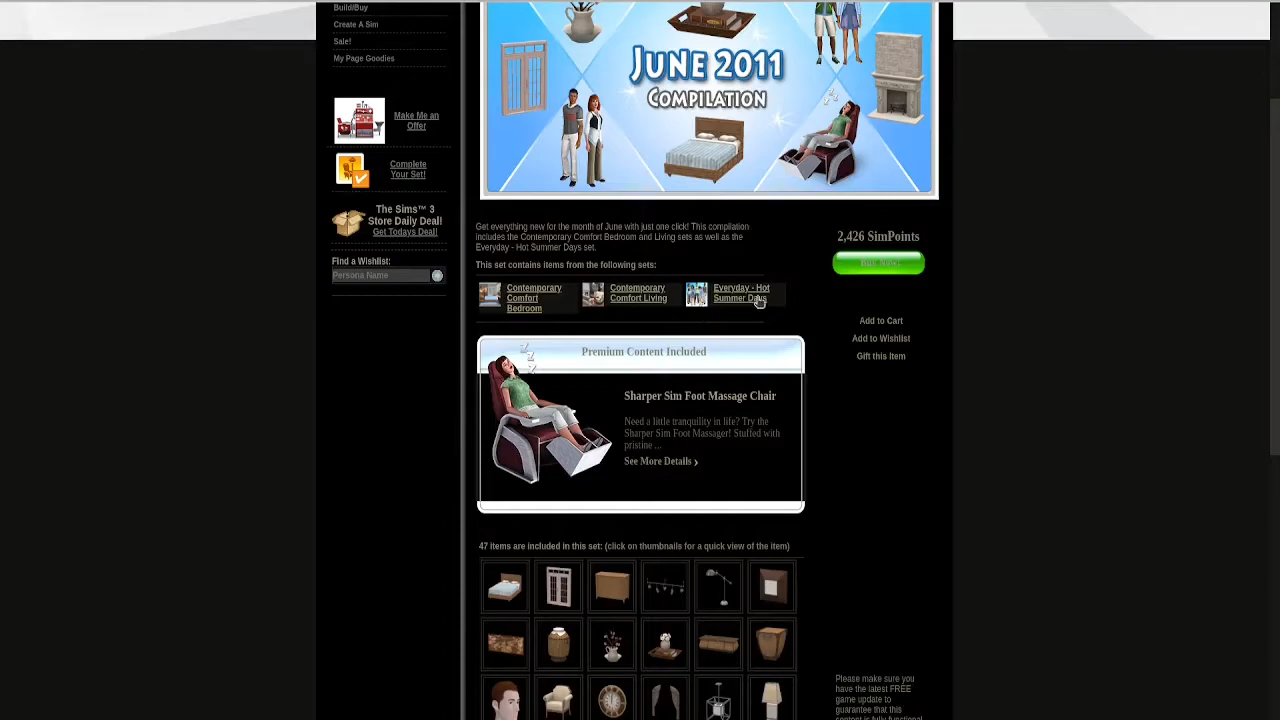 Build/Buy
Create A Sim
Sale!
My Page Goodies
Make Me an
Offer
Complete
Your Set!
The Sims™ 3
Store Daily Deal!
Get Todays Deal!
Find a Wishlist:
Persona Name
JUNE 2011
COMPILATION
Get everything new for the month of June with just one click! This compilation
includes the Contemporary Comfort Bedroom and Living sets as well as the
Everyday - Hot Summer Days set.
This set contains items from the following sets:
Contemporary
Comfort
Bedroom
Contemporary
Comfort Living
Everyday - Hot
Summer Days
Premium Content Included
Sharper Sim Foot Massage Chair
Need a little tranquility in life? Try the
Sharper Sim Foot Massager! Stuffed with
pristine ...
See More Details ›
47 items are included in this set: (click on thumbnails for a quick view of the item)
2,426 SimPoints
Buy Now!
Add to Cart
Add to Wishlist
Gift this Item
Please make sure you
have the latest FREE
game update to
guarantee that this
content is fully functional